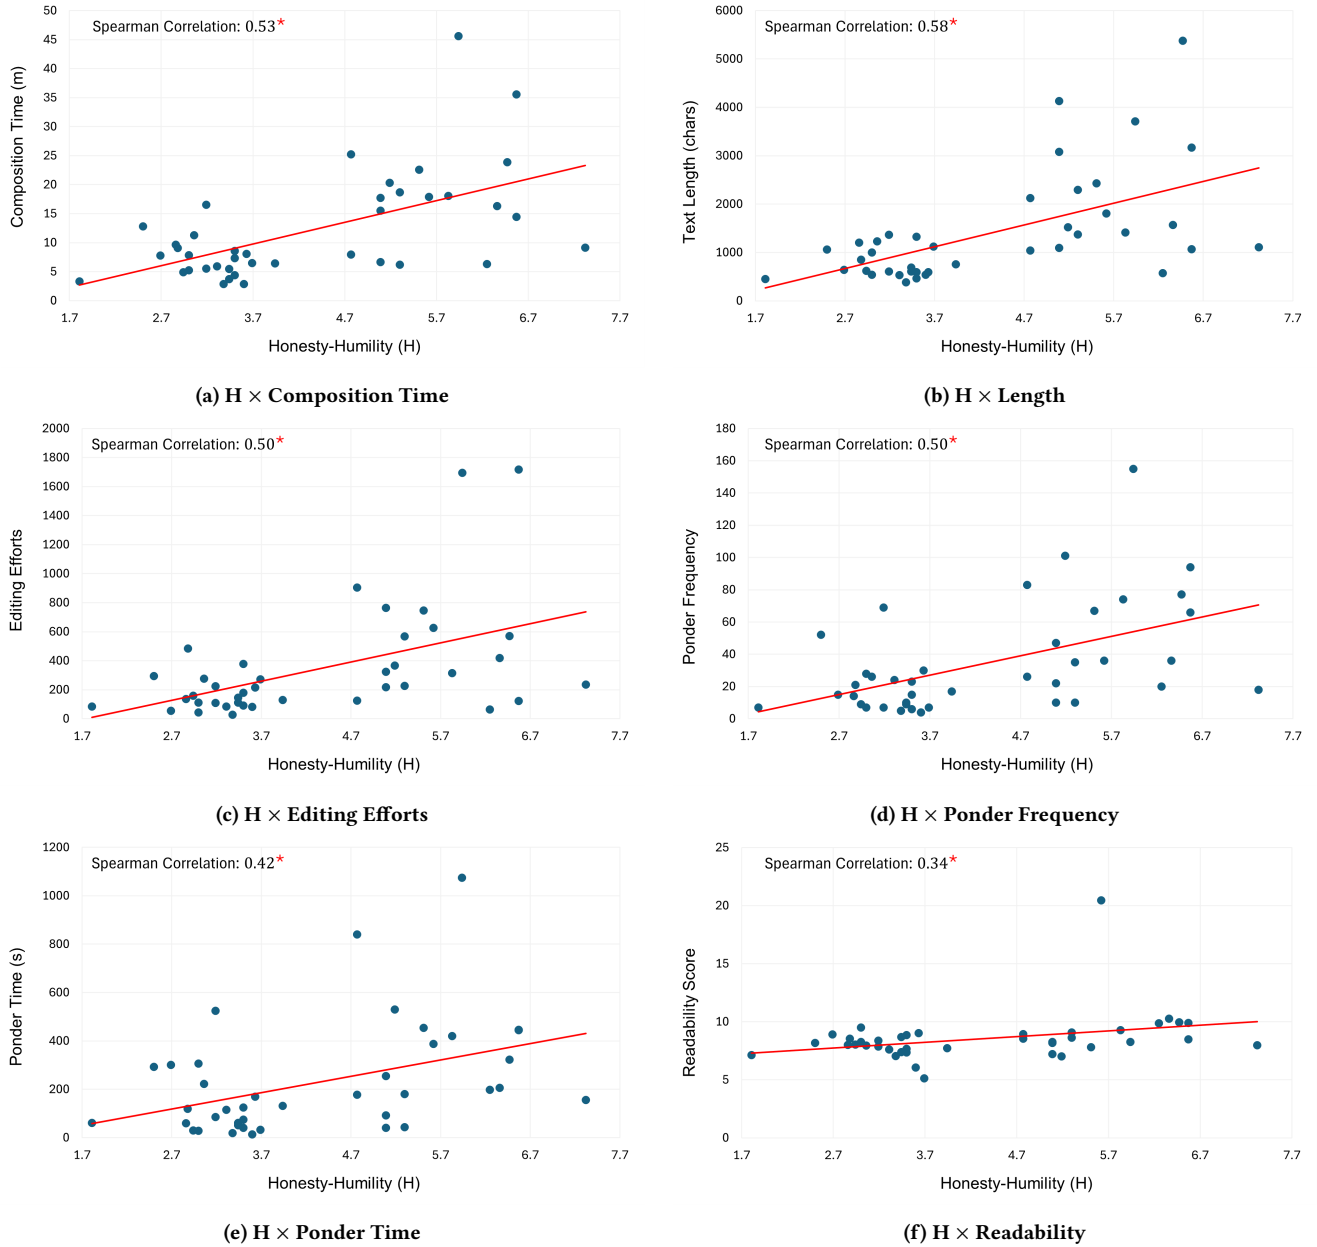 Spearman Correlation: 0.53*
50
45
40
35
30
25
20
15
10
5
0
Composition Time (m)
1.7 2.7 3.7 4.7 5.7 6.7 7.7
Honesty-Humility (H)
(a) H × Composition Time
Spearman Correlation: 0.58*
6000
5000
4000
3000
2000
1000
0
Text Length (chars)
1.7 2.7 3.7 4.7 5.7 6.7 7.7
Honesty-Humility (H)
(b) H × Length
Spearman Correlation: 0.50*
2000
1800
1600
1400
1200
1000
800
600
400
200
0
Editing Efforts
1.7 2.7 3.7 4.7 5.7 6.7 7.7
Honesty-Humility (H)
(c) H × Editing Efforts
Spearman Correlation: 0.50*
180
160
140
120
100
80
60
40
20
0
Ponder Frequency
1.7 2.7 3.7 4.7 5.7 6.7 7.7
Honesty-Humility (H)
(d) H × Ponder Frequency
Spearman Correlation: 0.42*
1200
1000
800
600
400
200
0
Ponder Time (s)
1.7 2.7 3.7 4.7 5.7 6.7 7.7
Honesty-Humility (H)
(e) H × Ponder Time
Spearman Correlation: 0.34*
25
20
15
10
5
0
Readability Score
1.7 2.7 3.7 4.7 5.7 6.7 7.7
Honesty-Humility (H)
(f) H × Readability